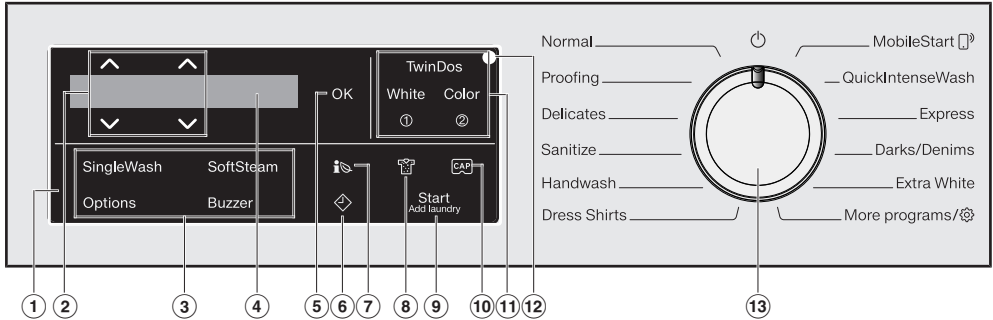 OK
TwinDos
White Color
① ②
SingleWash SoftSteam
Options Buzzer
CAP
Start
Add laundry
Normal
Proofing
Delicates
Sanitize
Handwash
Dress Shirts
MobileStart
QuickIntenseWash
Express
Darks/Denims
Extra White
More programs/
① ② ③ ④ ⑤ ⑥ ⑦ ⑧ ⑨ ⑩ ⑪ ⑫ ⑬